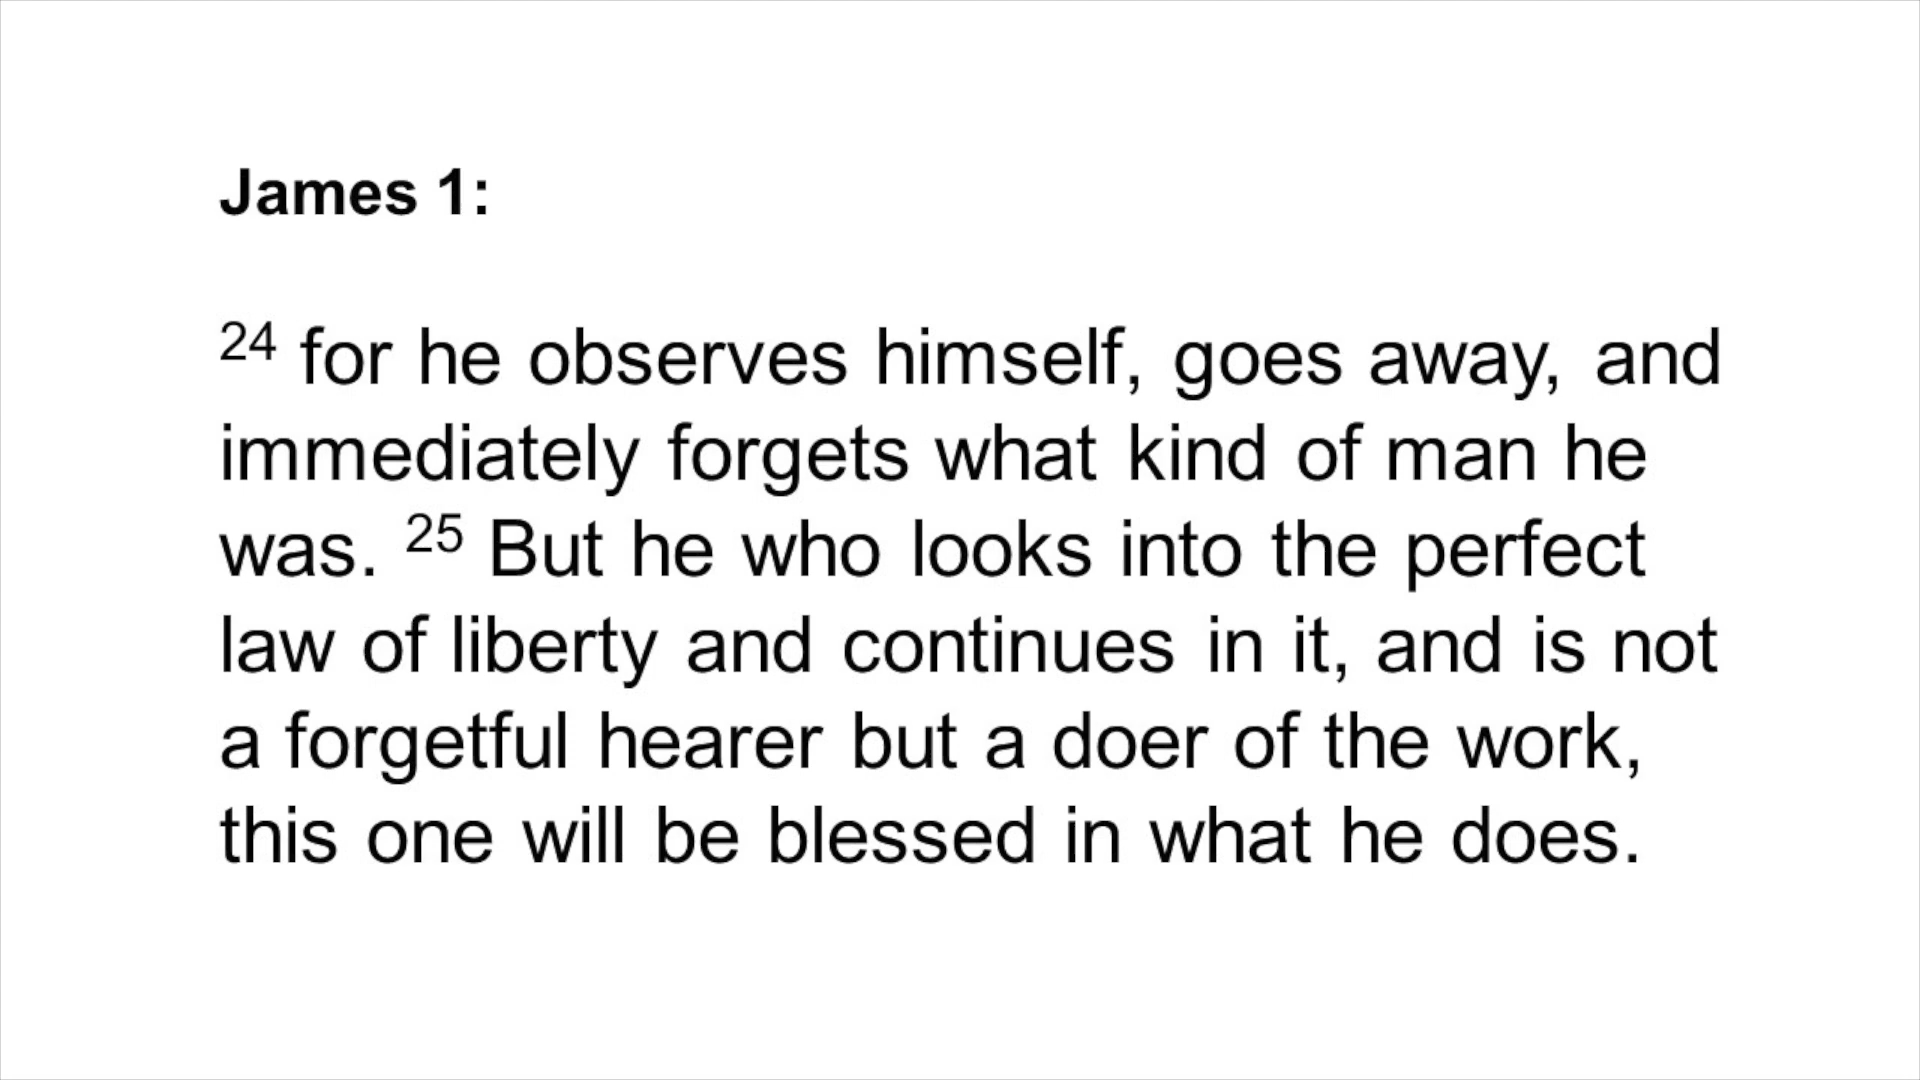 James 1:
24 for he observes himself, goes away, and
immediately forgets what kind of man he
was. 25 But he who looks into the perfect
law of liberty and continues in it, and is not
a forgetful hearer but a doer of the work,
this one will be blessed in what he does.